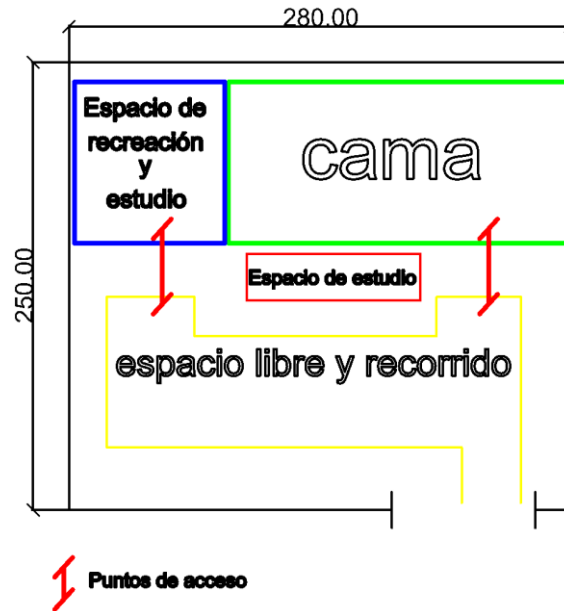 280.00
250.00
Espacio de
recreación
y
estudio
cama
Espacio de estudio
espacio libre y recorrido
Puntos de acceso